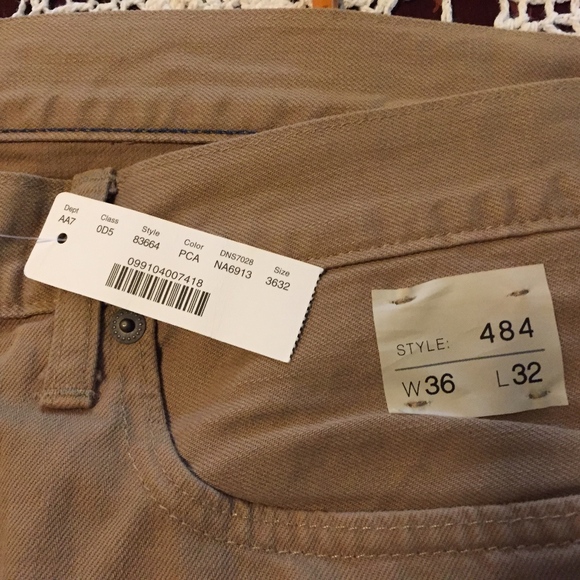 Dept Class Style Color DNS7028 Size
AA7 0D5 83664 PCA NA6913 3632
099104007418
STYLE: 484
W36 L32